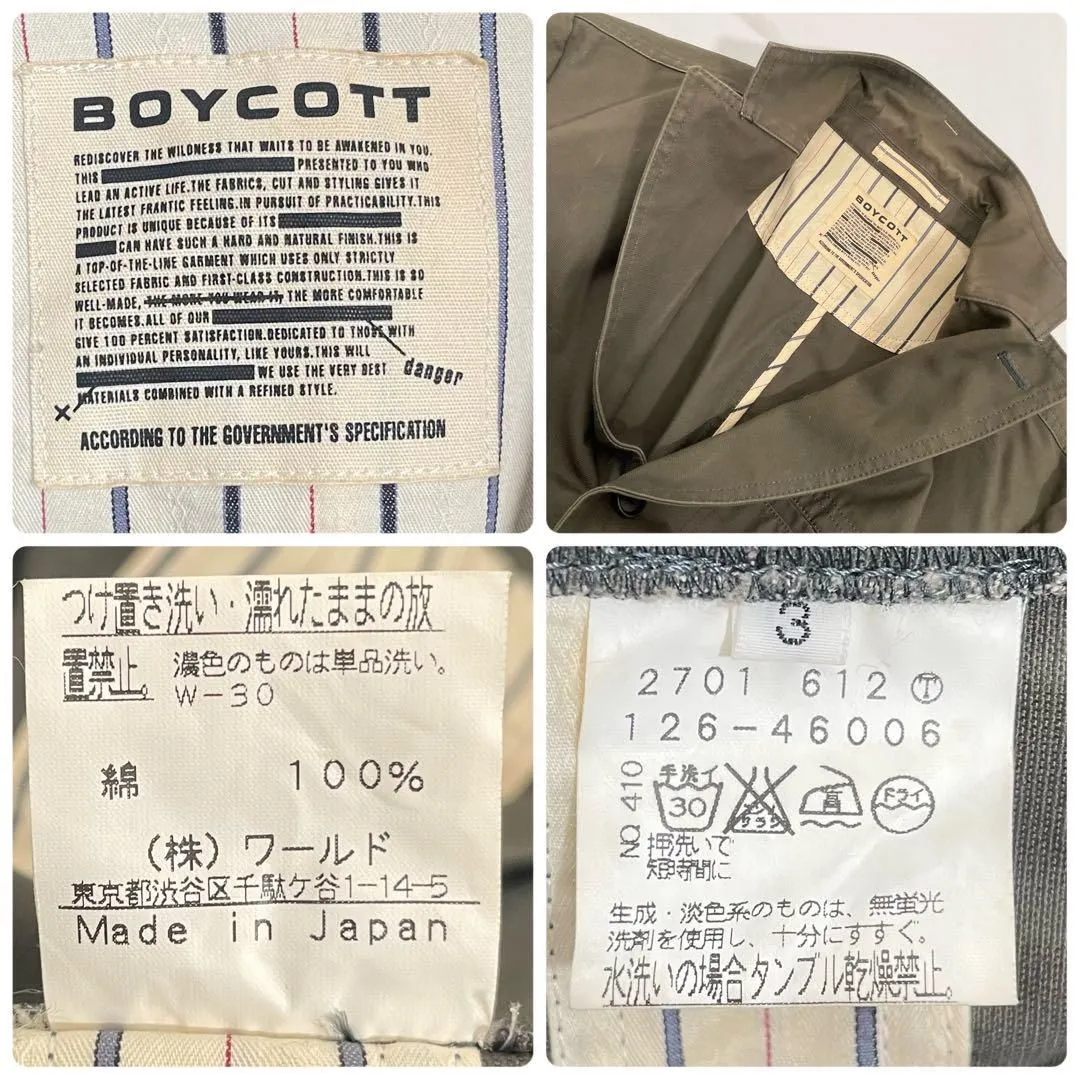 BOYCOTT
REDISCOVER THE WILDNESS THAT WAITS TO BE AWAKENED IN YOU.
THIS PRESENTED TO YOU WHO
LEAD AN ACTIVE LIFE.THE FABRICS, CUT AND STYLING GIVES IT
THE LATEST FRANTIC FEELING.IN PURSUIT OF PRACTICABILITY.THIS
PRODUCT IS UNIQUE BECAUSE OF ITS
CAN HAVE SUCH A HARD AND NATURAL FINISH.THIS IS
A TOP-OF-THE-LINE GARMENT WHICH USES ONLY STRICTLY
SELECTED FABRIC AND FIRST-CLASS CONSTRUCTION.THIS IS SO
WELL-MADE, THE MORE YOU WEAR IT, THE MORE COMFORTABLE
IT BECOMES.ALL OF OUR
GIVE 100 PERCENT SATISFACTION.DEDICATED TO THOSE WITH
AN INDIVIDUAL PERSONALITY, LIKE YOURS.THIS WILL
danger
WE USE THE VERY BEST
MATERIALS COMBINED WITH A REFINED STYLE.
ACCORDING TO THE GOVERNMENT'S SPECIFICATION
BOYCOTT
つけ置き洗い・濡れたままの放
置禁止。濃色のものは単品洗い。
W-30
綿 100%
(株)ワールド
東京都渋谷区千駄ケ谷1-14-5
Made in Japan
3
2701 612 T
126-46006
NO 410
手洗イ
30
エンソサラシ
高
ドライ
押洗いで
短時間に
生成・淡色系のものは、無蛍光
洗剤を使用し、十分にすすぐ。
水洗いの場合タンブル乾燥禁止。